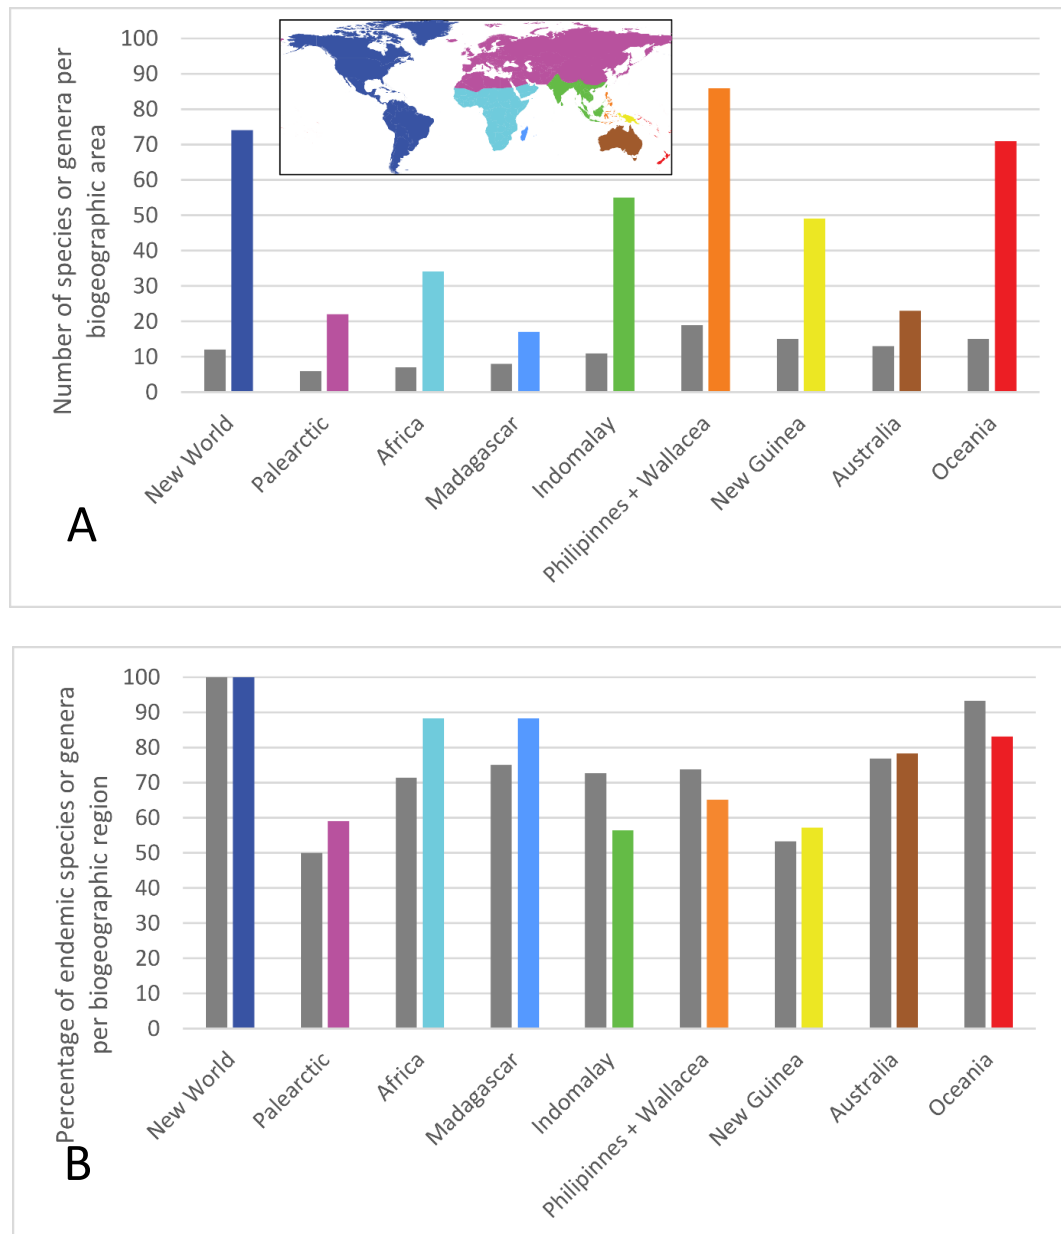 Number of species or genera per
biogeographic area
100
90
80
70
60
50
40
30
20
10
0
New World
Palearctic
Africa
Madagascar
Indomalay
Philipinnes + Wallacea
New Guinea
Australia
Oceania
A
Percentage of endemic species or genera
per biogeographic region
100
90
80
70
60
50
40
30
20
10
0
New World
Palearctic
Africa
Madagascar
Indomalay
Philipinnes + Wallacea
New Guinea
Australia
Oceania
B